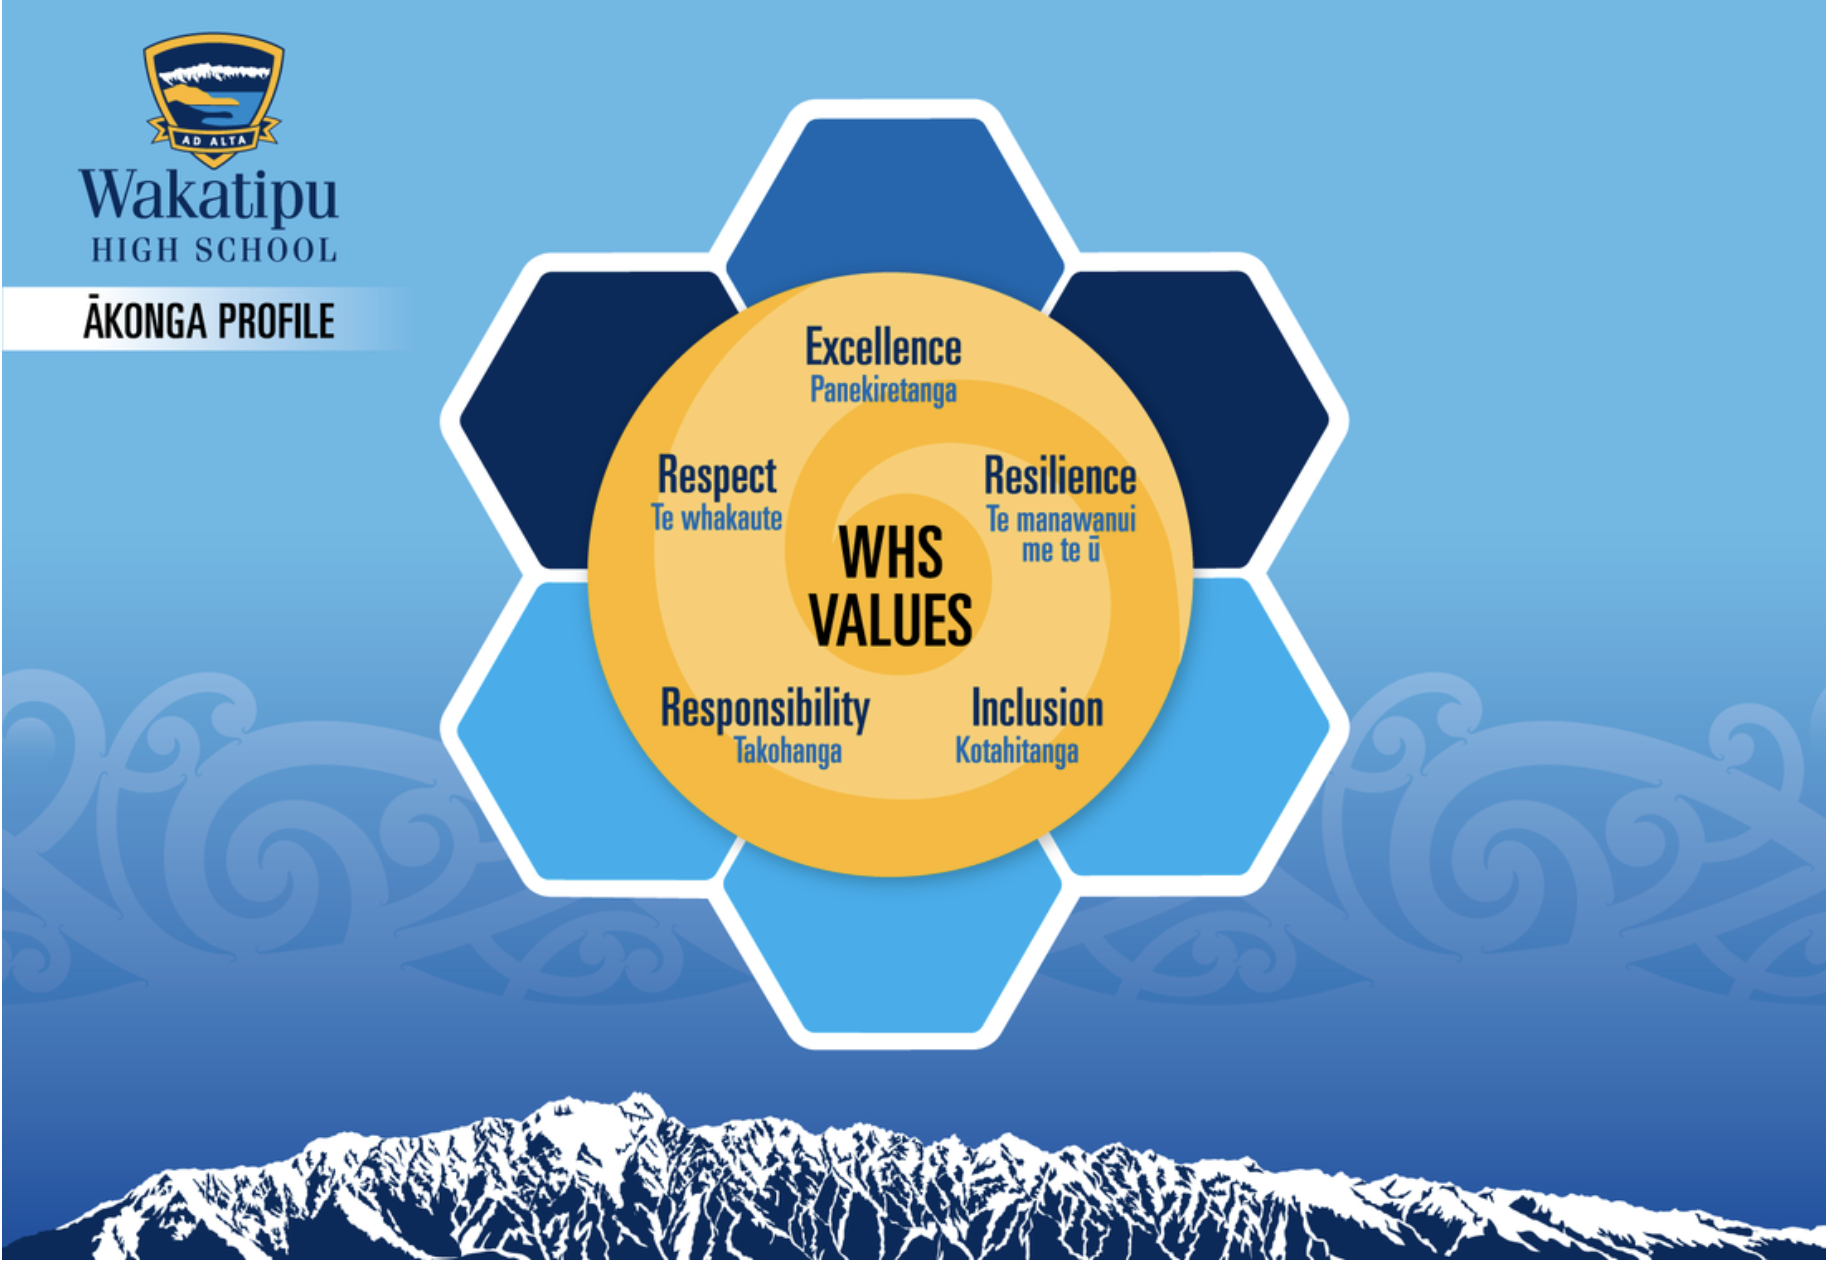 AD ALTA
Wakatipu
HIGH SCHOOL
ĀKONGA PROFILE
Excellence
Panekiretanga
Respect
Te whakaute
Resilience
Te manawanui
me te ū
WHS
VALUES
Responsibility
Takohanga
Inclusion
Kotahitanga